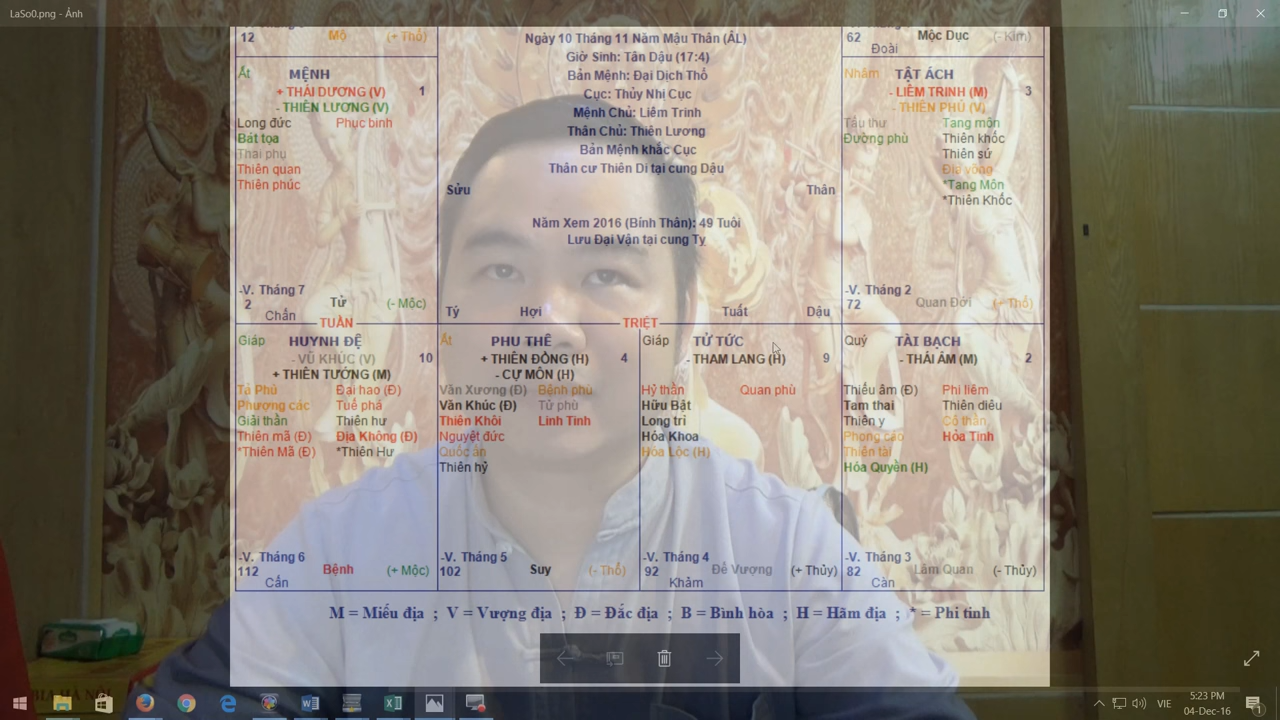 LaSo0.png - Ảnh
12 Mộ (+ Thổ)
Ngày 10 Tháng 11 Năm Mậu Thân (ÂL)
Giờ Sinh: Tân Dậu (17:4)
Bản Mệnh: Đại Dịch Thổ
Cục: Thủy Nhị Cục
Mệnh Chủ: Liêm Trinh
Thân Chủ: Thiên Lương
Bản Mệnh khắc Cục
Thân cư Thiên Di tại cung Dậu
Sửu Thân
Năm Xem 2016 (Bính Thân): 49 Tuổi
Lưu Đại Vận tại cung Tỵ
Tý Hợi Tuất Dậu
62 Mộc Dục (- Kim)
Đoài
Ất MỆNH
+ THÁI DƯƠNG (V) 1
- THIÊN LƯƠNG (V)
Long đức Phục binh
Bát tọa
Thai phụ
Thiên quan
Thiên phúc
-V. Tháng 7
2 Tử (- Mộc)
Chấn
Nhâm TẬT ÁCH
- LIÊM TRINH (M) 3
- THIÊN PHỦ (V)
Tấu thư Tang môn
Đường phù Thiên khốc
Thiên sứ
Địa võng
*Tang Môn
*Thiên Khốc
-V. Tháng 2
72 Quan Đới (+ Thổ)
TUẦN TRIỆT
Giáp HUYNH ĐỆ
- VŨ KHÚC (V) 10
+ THIÊN TƯỚNG (M)
Tả Phù Đại hao (Đ)
Phượng các Tuế phá
Giải thần Thiên hư
Thiên mã (Đ) Địa Không (Đ)
*Thiên Mã (Đ) *Thiên Hư
-V. Tháng 6
112 Bệnh (+ Mộc)
Cấn
Ất PHU THÊ
+ THIÊN ĐỒNG (H) 4
- CỰ MÔN (H)
Văn Xương (Đ) Bệnh phù
Văn Khúc (Đ) Tử phù
Thiên Khôi Linh Tinh
Nguyệt đức
Quốc ấn
Thiên hỷ
-V. Tháng 5
102 Suy (- Thổ)
Giáp TỬ TỨC
- THAM LANG (H) 9
Hỷ thần Quan phù
Hữu Bật
Long trì
Hóa Khoa
Hóa Lộc (H)
-V. Tháng 4
92 Đế Vượng (+ Thủy)
Khảm
Quý TÀI BẠCH
- THÁI ÂM (M) 2
Thiếu âm (Đ) Phi liêm
Tam thai Thiên diêu
Thiên y Cô thần
Phong cáo Hỏa Tinh
Thiên tài
Hóa Quyền (H)
-V. Tháng 3
82 Lâm Quan (- Thủy)
Càn
M = Miếu địa ; V = Vượng địa ; Đ = Đắc địa ; B = Bình hòa ; H = Hãm địa ; * = Phi tinh
VIE
5:23 PM
04-Dec-16
1